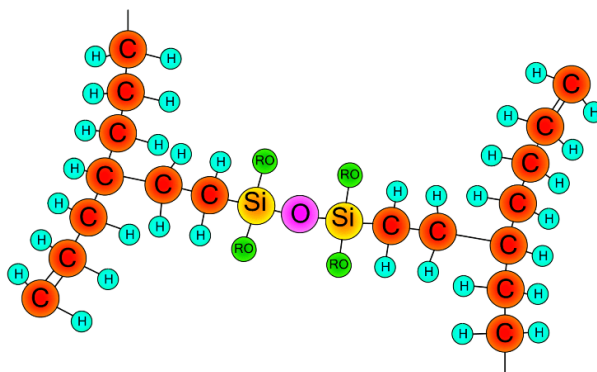 H C H
H C
H C H H
H C H
H C H
H H RO RO H C H
H C C C H H H C H
H C H H H Si O Si C C C H
H C H RO RO H H
H C H H C H
H C H